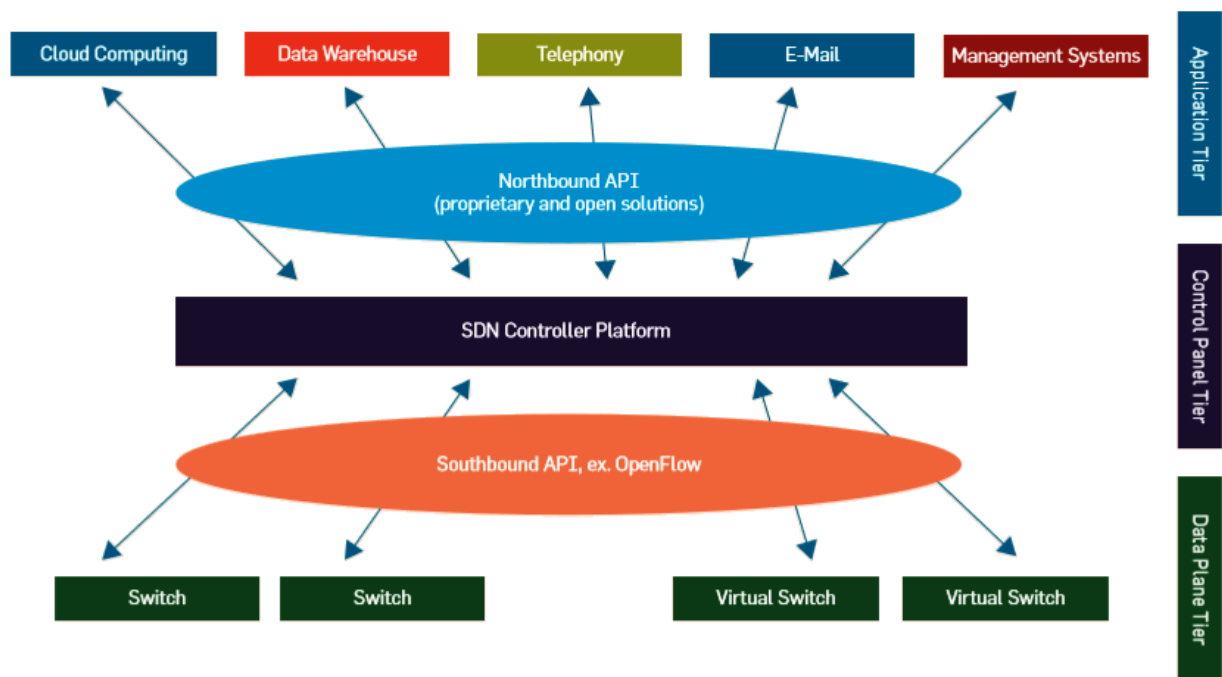 Cloud Computing
Data Warehouse
Telephony
E-Mail
Management Systems
Application Tier
Northbound API
(proprietary and open solutions)
SDN Controller Platform
Control Panel Tier
Southbound API, ex. OpenFlow
Switch
Switch
Virtual Switch
Virtual Switch
Data Plane Tier